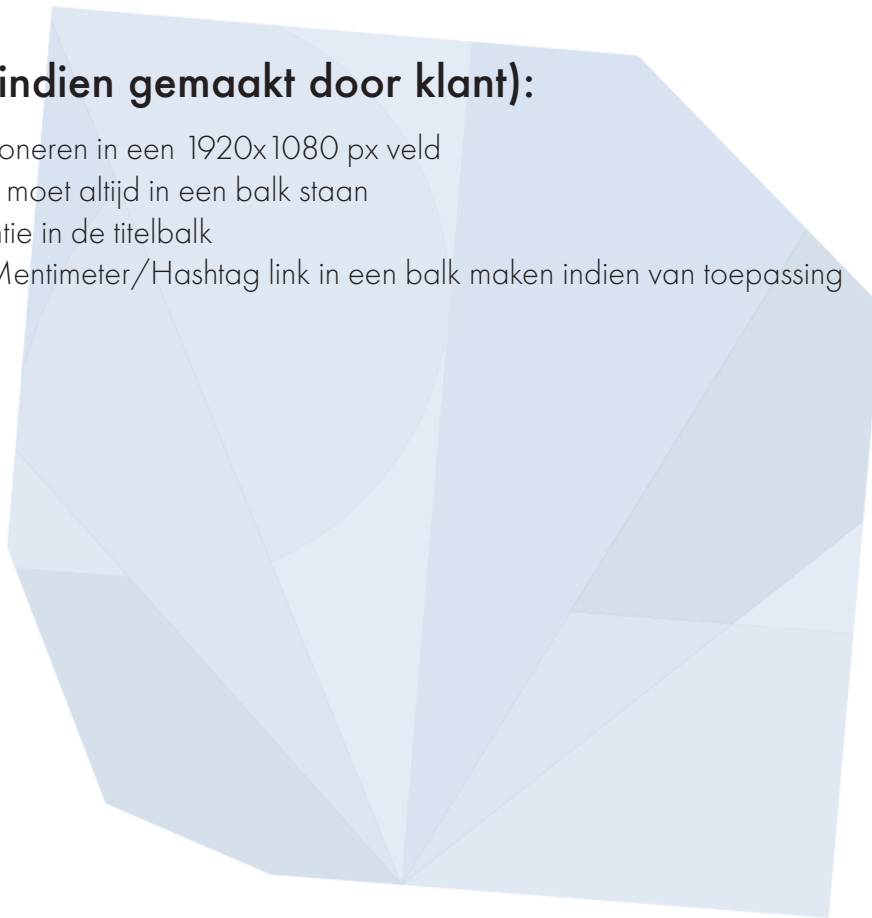 indien gemaakt door klant):
oneren in een 1920x1080 px veld
moet altijd in een balk staan
tie in de titelbalk
Mentimeter/Hashtag link in een balk maken indien van toepassing